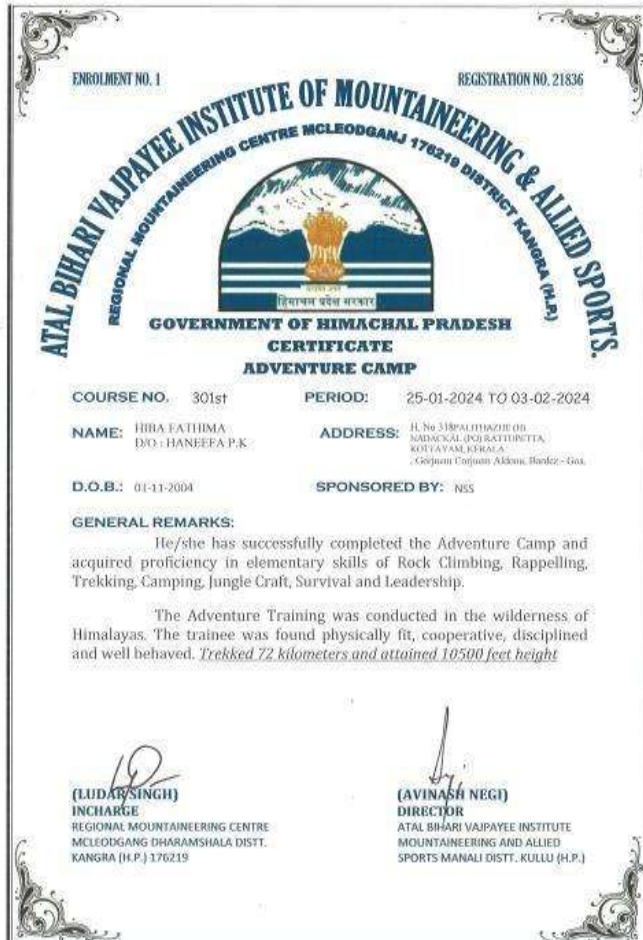 ENROLMENT NO. 1
REGISTRATION NO. 21836
ATAL BIHARI VAJPAYEE INSTITUTE OF MOUNTAINEERING & ALLIED SPORTS.
REGIONAL MOUNTAINEERING CENTRE MCLEODGANJ 176219 DISTRICT KANGRA (H.P.)
हिमाचल प्रदेश सरकार
GOVERNMENT OF HIMACHAL PRADESH
CERTIFICATE
ADVENTURE CAMP
COURSE NO. 301st
PERIOD: 25-01-2024 TO 03-02-2024
NAME: HIBA FATHIMA
D/O : HANEEFA P.K
ADDRESS: H. No 318 (H)
NADACKAL (PO)
KOTTAYAM, KERALA
, Bardez - Goa.
D.O.B.: 01-11-2004
SPONSORED BY: NSS
GENERAL REMARKS:
He/she has successfully completed the Adventure Camp and
acquired proficiency in elementary skills of Rock Climbing, Rappelling,
Trekking, Camping, Jungle Craft, Survival and Leadership.
The Adventure Training was conducted in the wilderness of
Himalayas. The trainee was found physically fit, cooperative, disciplined
and well behaved. Trekked 72 kilometers and attained 10500 feet height
(LUDAR SINGH)
INCHARGE
REGIONAL MOUNTAINEERING CENTRE
MCLEODGANG DHARAMSHALA DISTT.
KANGRA (H.P.) 176219
(AVINASH NEGI)
DIRECTOR
ATAL BIHARI VAJPAYEE INSTITUTE
MOUNTAINEERING AND ALLIED
SPORTS MANALI DISTT. KULLU (H.P.)